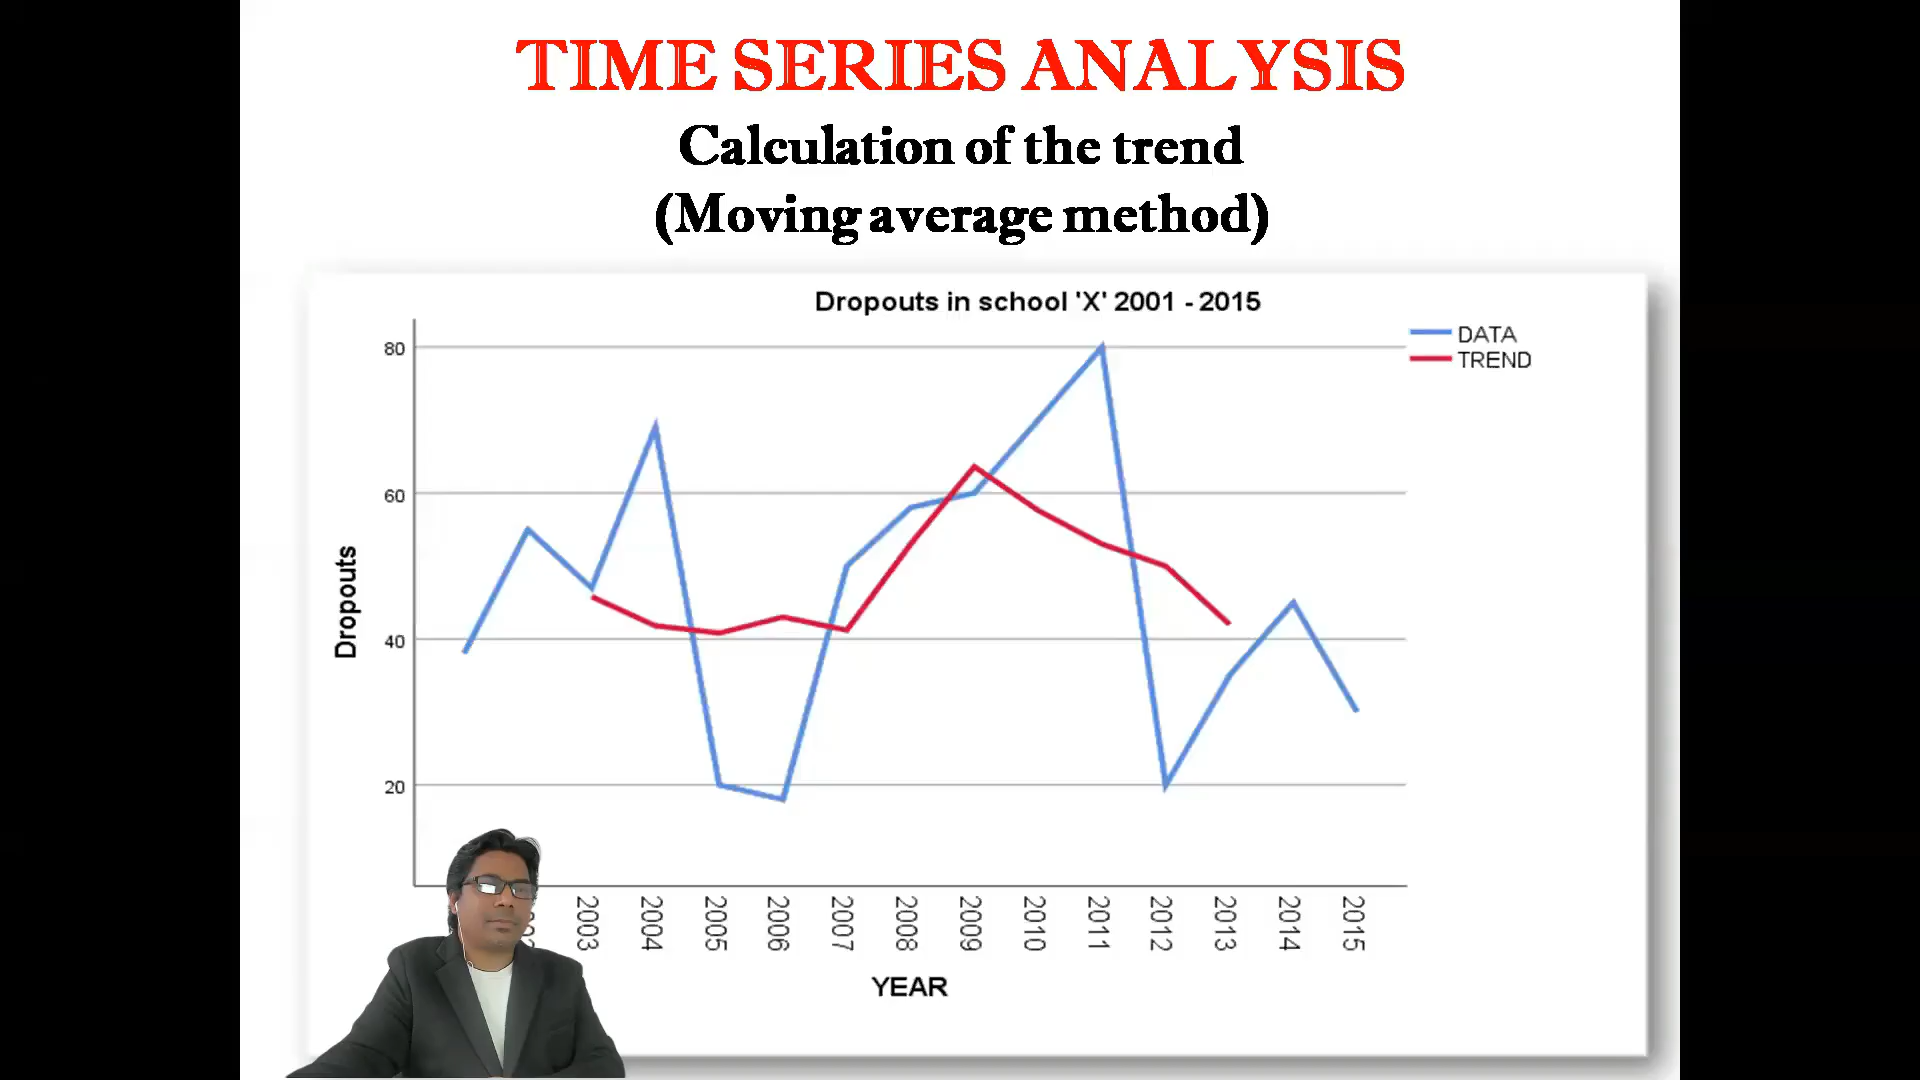 TIME SERIES ANALYSIS
Calculation of the trend
(Moving average method)
Dropouts in school 'X' 2001 - 2015
DATA
TREND
80
60
40
20
Dropouts
2003
2004
2005
2006
2007
2008
2009
2010
2011
2012
2013
2014
2015
YEAR